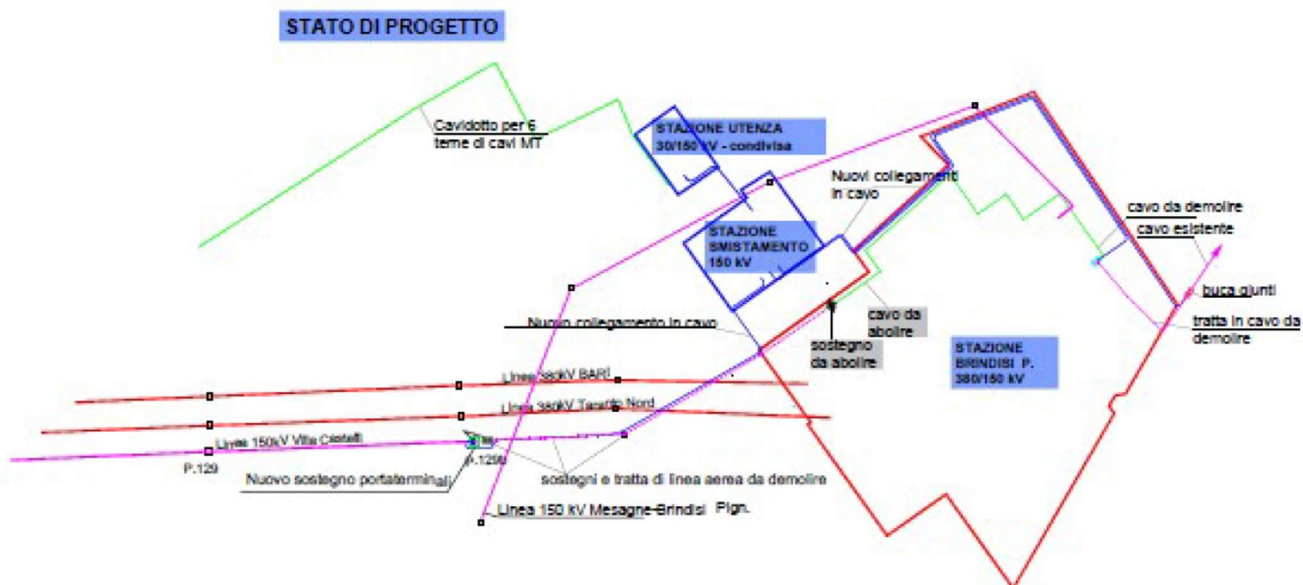 STATO DI PROGETTO
Cavidotto per 6
terne di cavi MT
STAZIONE UTENZA
30/150 kV - condivisa
Nuovi collegamenti
in cavo
cavo da demolire
cavo esistente
STAZIONE
SMISTAMENTO
150 kV
buca giunti
tratta in cavo da
demolire
Nuovo collegamento in cavo
cavo da
abolire
sostegno
da abolire
STAZIONE
BRINDISI P.
380/150 kV
Linea 380kV BARI
Linea 380kV Taranto Nord
Linea 150kV Villa Castelli
P.129
Nuovo sostegno portaterminali
sostegni e tratta di linea aerea da demolire
Linea 150 kV Mesagne-Brindisi Pign.